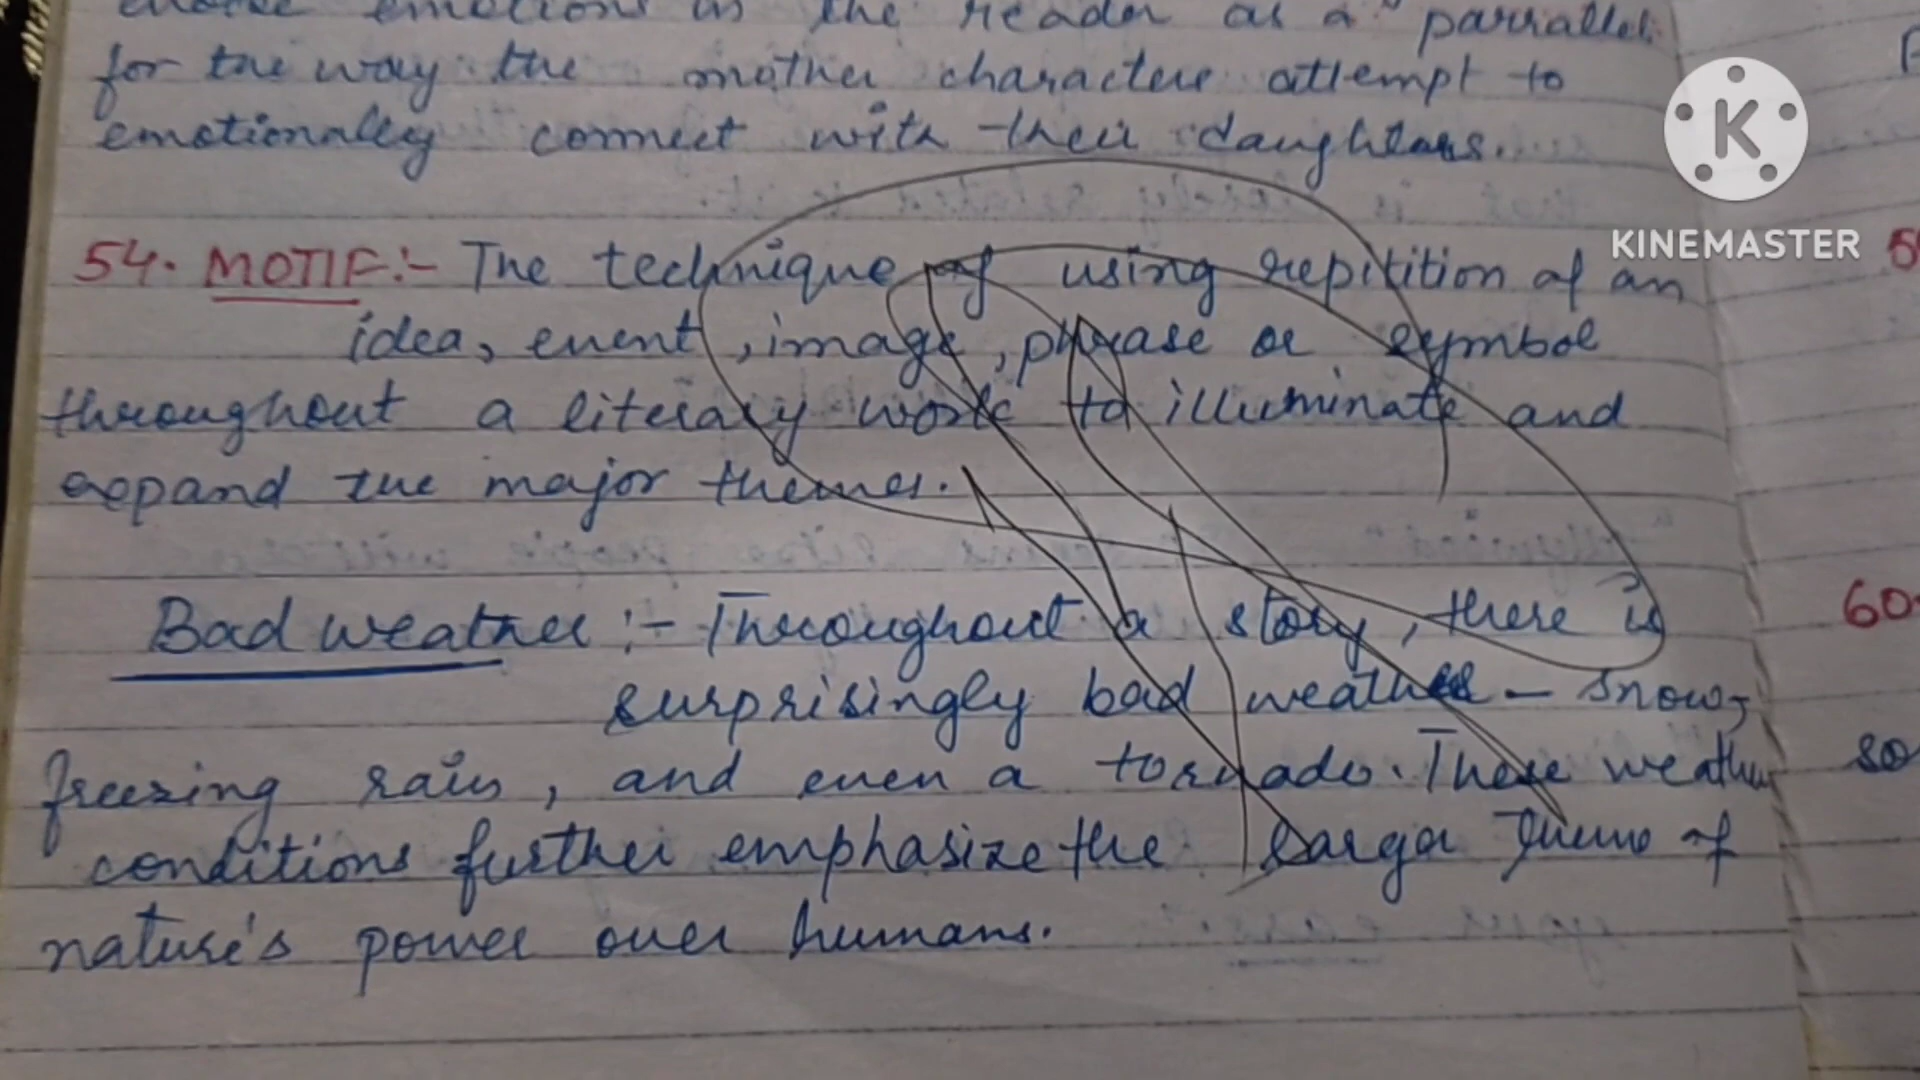 emotions in the reader as a parrallel
for the way the mother characters attempt to
emotionally connect with their daughters.
54. MOTIF:- The technique of using repitition of an
idea, event, image, phrase or symbol
throughout a literary work to illuminate and
expand the major themes.
Bad weather :- Throughout a story, there is
surprisingly bad weather - snow,
freezing rain, and even a tornado. These weather
conditions further emphasize the larger theme of
nature's power over humans.
K
KINEMASTER
60.
so